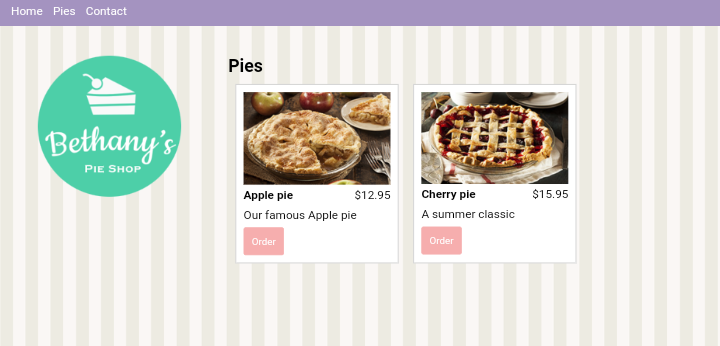 Home Pies Contact
Bethany's
PIE SHOP
Pies
Apple pie $12.95
Our famous Apple pie
Order
Cherry pie $15.95
A summer classic
Order